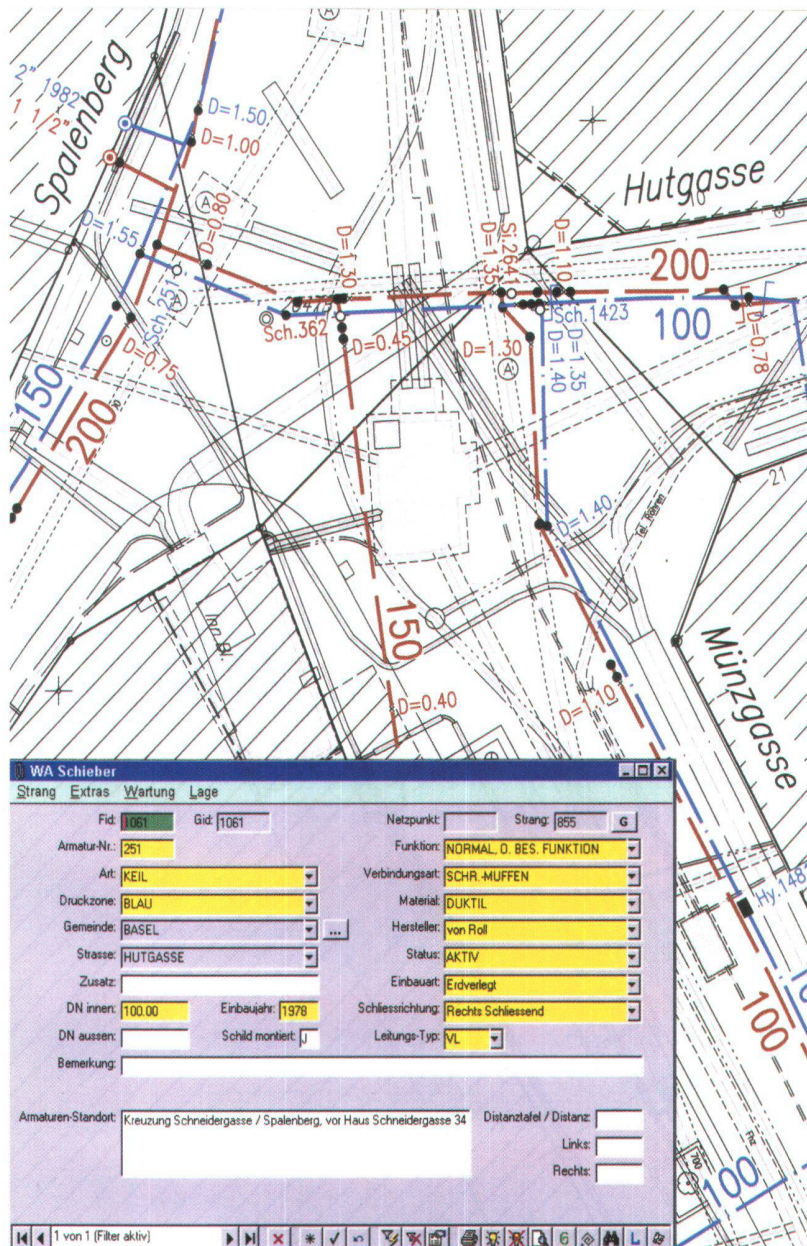 Spalenberg
2" 1982
1 1/2"
D=1.50
D=1.00
D=0.80
D=1.55
Sch.251
D=0.75
150
200
A
A
A
Hutgasse
10
D=1.30
Sch.362
D=0.45
D=1.35
St.2641
D=1.10
200
100
Sch.1423
D=1.30
D=1.35
D=1.40
D=0.78
A
D=1.40
21
150
D=0.40
D=1.10
Münzgasse
Hy.148
100
100
700
WA Schieber
Strang Extras Wartung Lage
Fid: 1061 Gid: 1061 Netzpunkt: Strang: 855 G
Armatur-Nr.: 251 Funktion: NORMAL, O. BES. FUNKTION
Art: KEIL Verbindungsart: SCHR.-MUFFEN
Druckzone: BLAU Material: DUKTIL
Gemeinde: BASEL ... Hersteller: von Roll
Strasse: HUTGASSE Status: AKTIV
Zusatz: Einbauart: Erdverlegt
DN innen: 100.00 Einbaujahr: 1978 Schliessrichtung: Rechts Schliessend
DN aussen: Schild montiert: J Leitungs-Typ: VL
Bemerkung:
Armaturen-Standort: Kreuzung Schneidergasse / Spalenberg, vor Haus Schneidergasse 34 Distanztafel / Distanz:
Links:
Rechts:
1 von 1 (Filter aktiv)